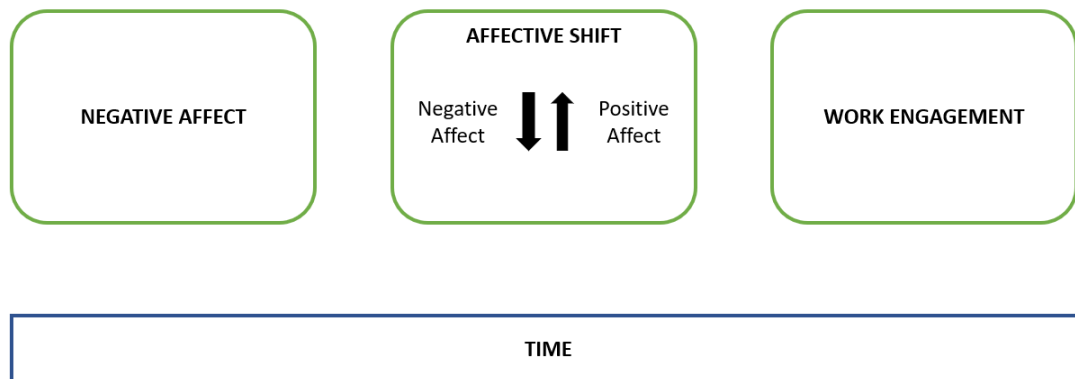 NEGATIVE AFFECT
AFFECTIVE SHIFT
Negative
Affect
Positive
Affect
WORK ENGAGEMENT
TIME